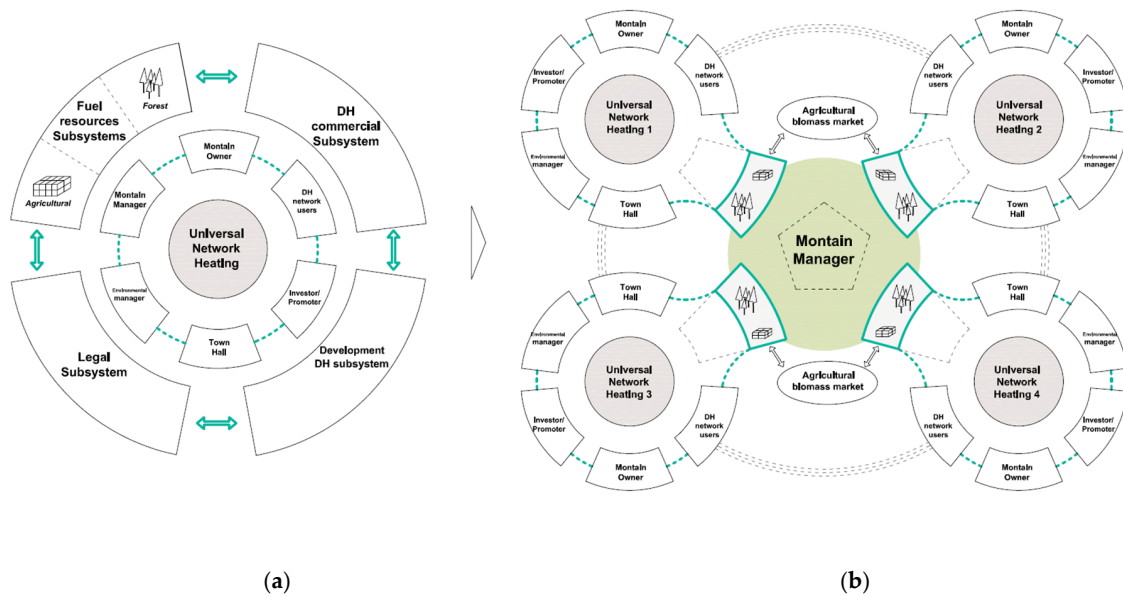 Forest
Fuel
resources
Subsystems
Agricultural
DH
commercial
Subsystem
Montain
Owner
Montain
Manager
DH
network
users
Universal
Network
Heating
Environmental
manager
Investor/
Promoter
Town
Hall
Legal
Subsystem
Development
DH subsystem
(a)
Montain
Owner
Investor/
Promoter
DH
network
users
Universal
Network
Heating 1
Environmental
manager
Town
Hall
Agricultural
biomass market
Montain
Owner
DH
network
users
Investor/
Promoter
Universal
Network
Heating 2
Environmental
manager
Town
Hall
Montain
Manager
Town
Hall
Environmental
manager
Universal
Network
Heating 3
Investor/
Promoter
DH
network
users
Montain
Owner
Agricultural
biomass market
Town
Hall
Environmental
manager
Universal
Network
Heating 4
DH
network
users
Investor/
Promoter
Montain
Owner
(b)